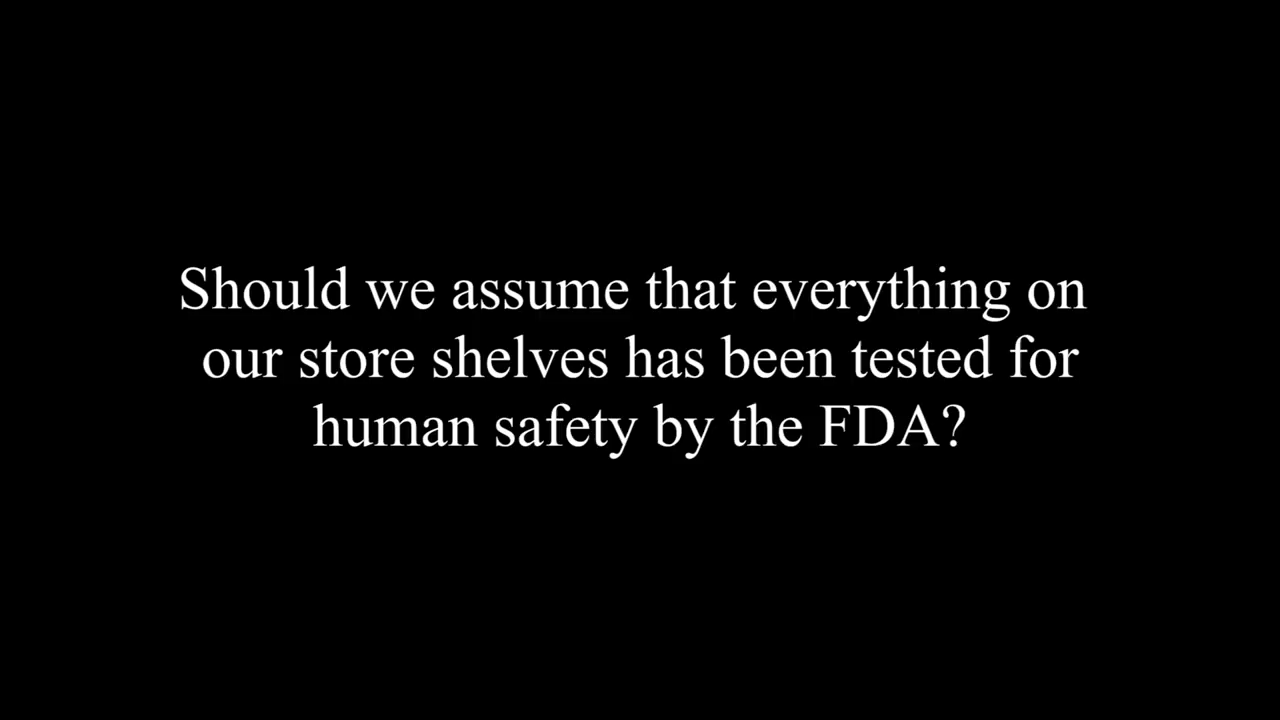 Should we assume that everything on
our store shelves has been tested for
human safety by the FDA?